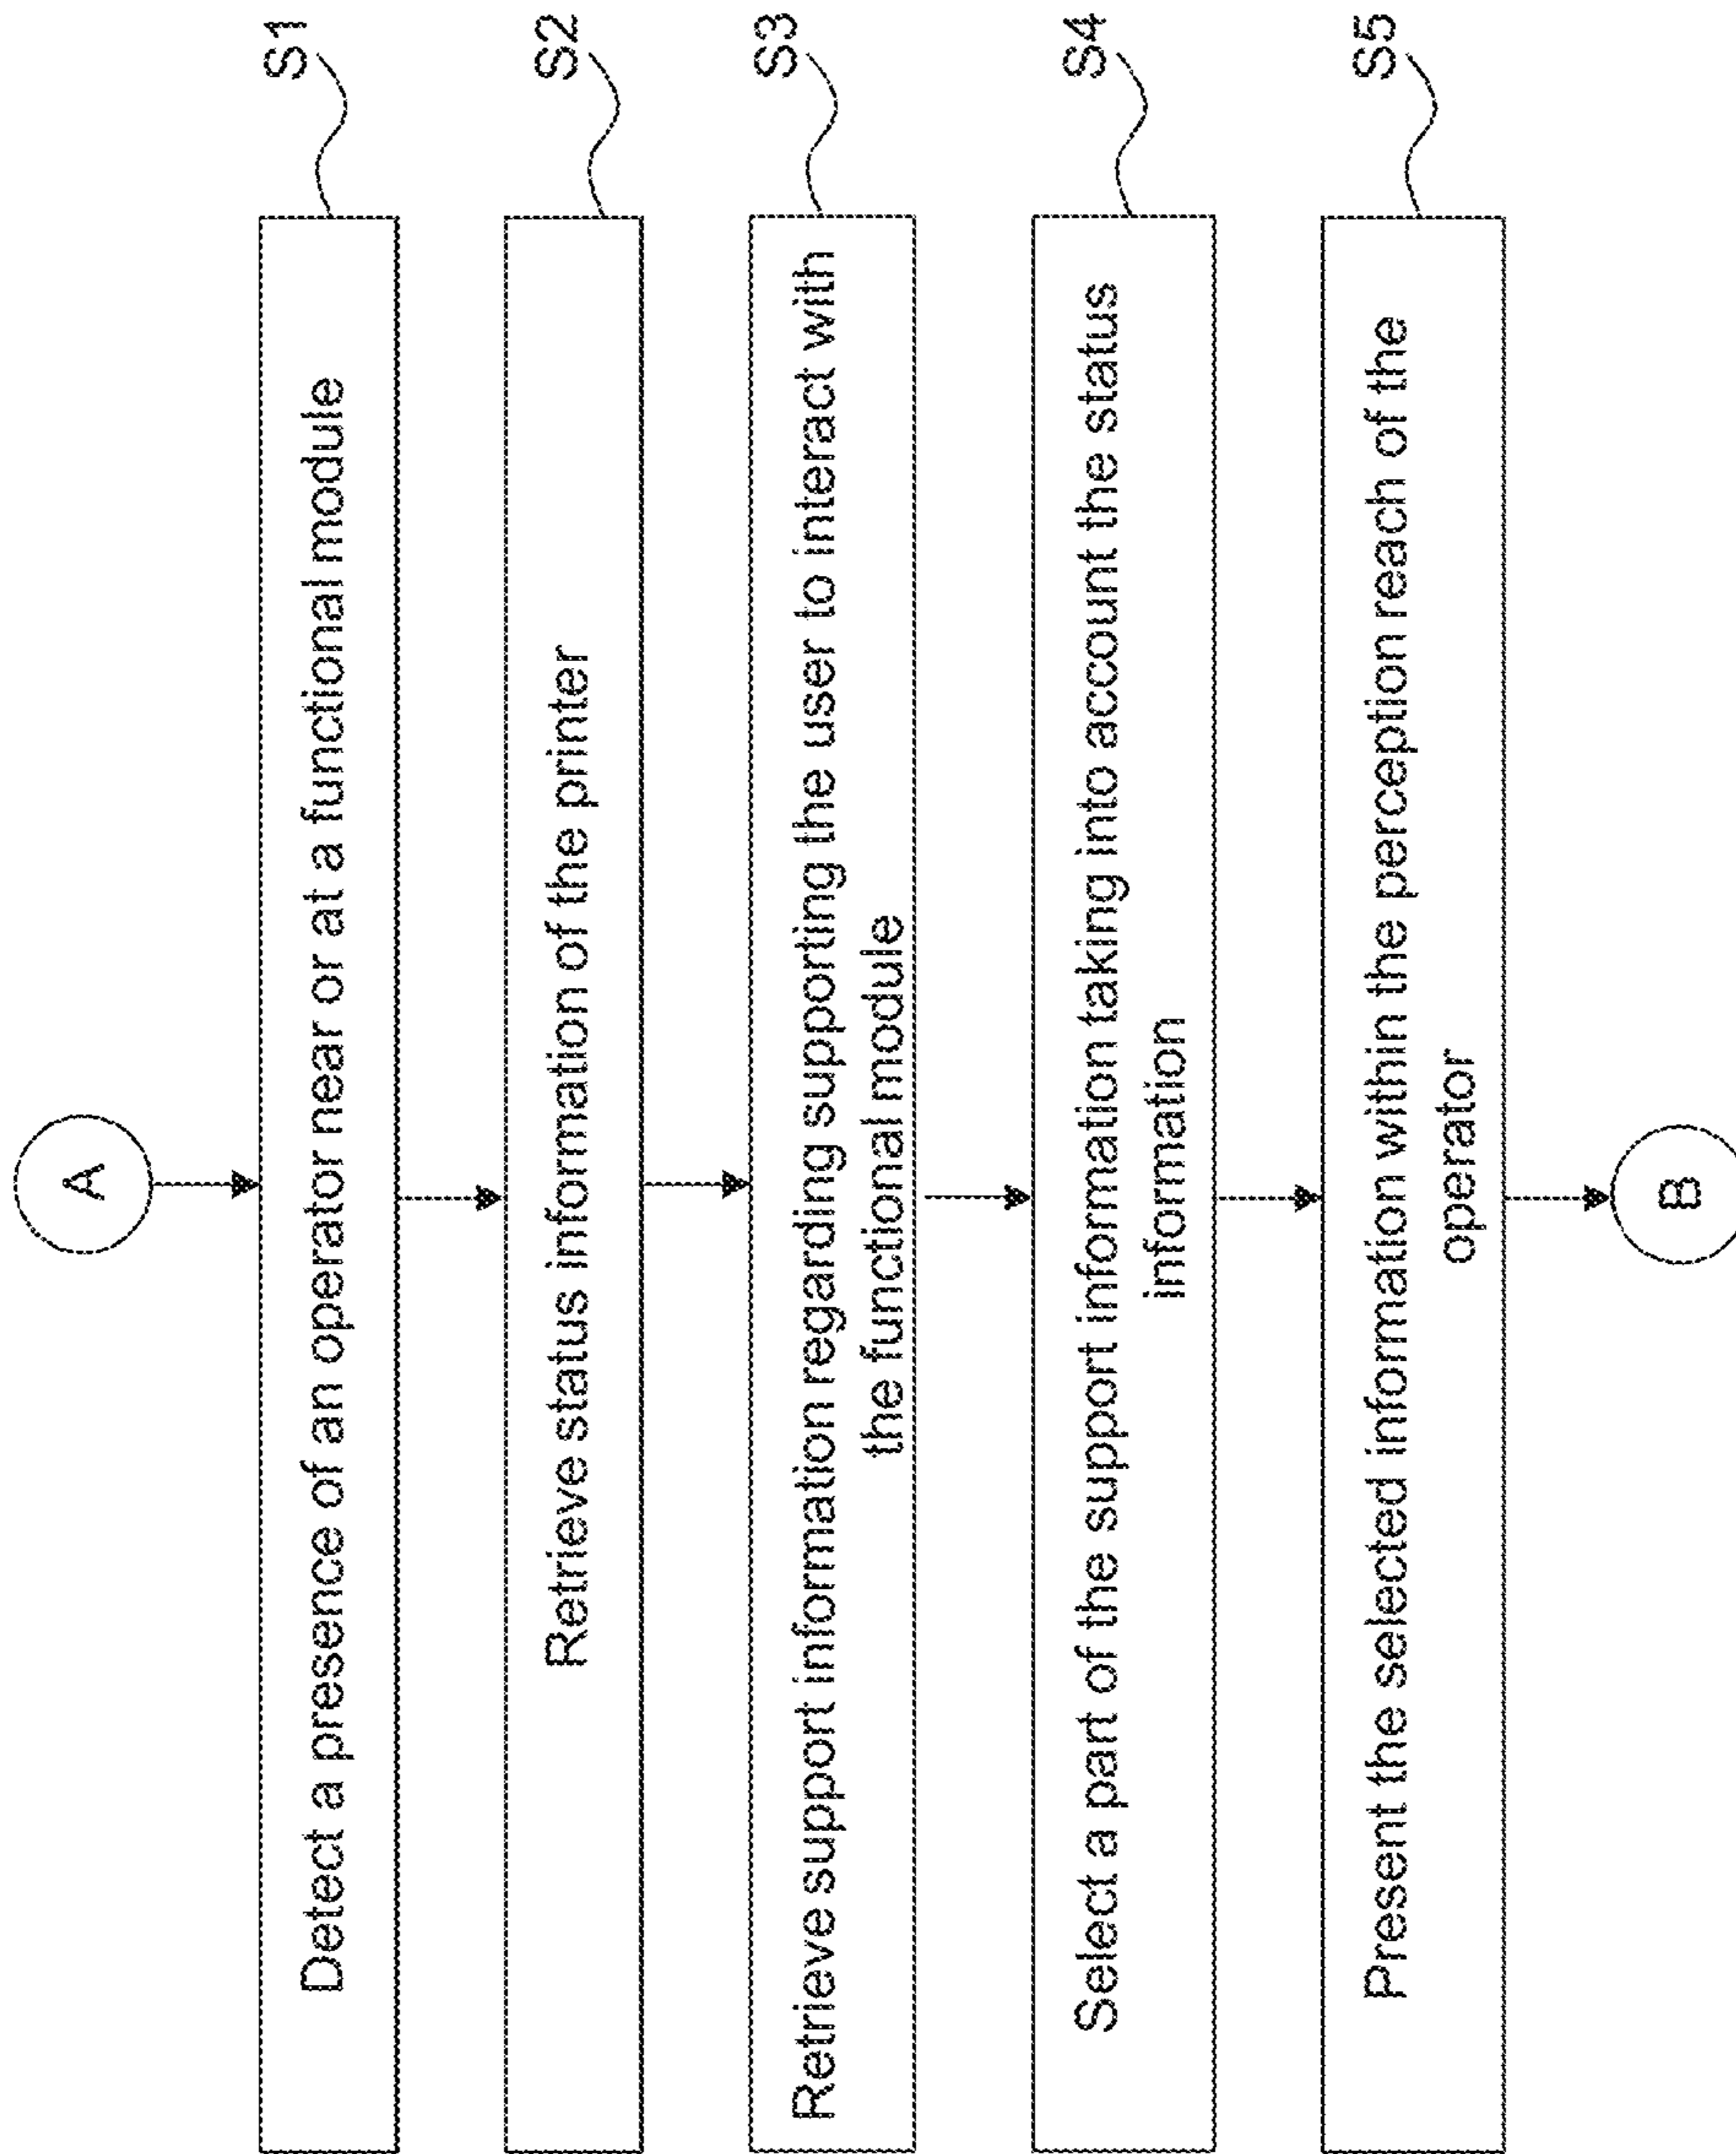 A
Detect a presence of an operator near or at a functional module
S1
Retrieve status information of the printer
S2
Retrieve support information regarding supporting the user to interact with
the functional module
S3
Select a part of the support information taking into account the status
information
S4
Present the selected information within the perception reach of the
operator
S5
B